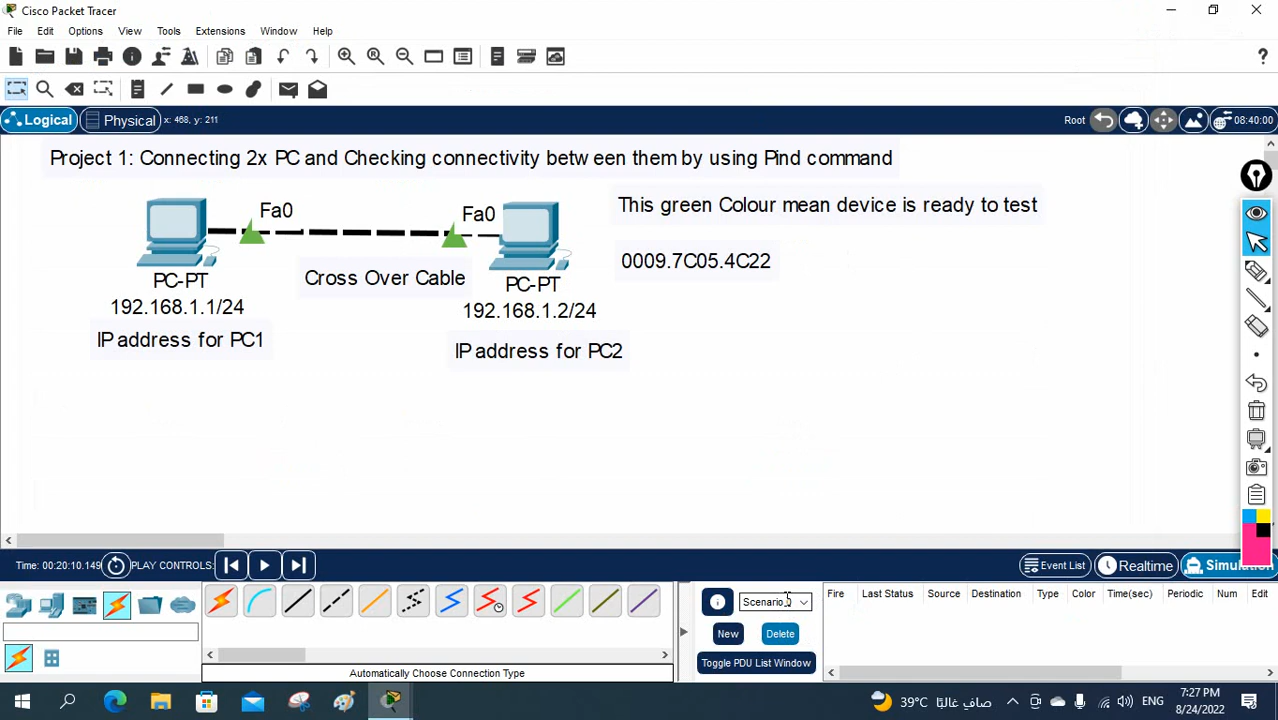 Cisco Packet Tracer
File Edit Options View Tools Extensions Window Help
?
Logical Physical x: 468, y: 211 Root 08:40:00
Project 1: Connecting 2x PC and Checking connectivity betw een them by using Pind command
Fa0 Fa0 This green Colour mean device is ready to test
0009.7C05.4C22
Cross Over Cable
PC-PT PC-PT
192.168.1.1/24 192.168.1.2/24
IP address for PC1 IP address for PC2
Time: 00:20:10.149 PLAY CONTROLS: Event List Realtime Simulation
Fire Last Status Source Destination Type Color Time(sec) Periodic Num Edit
Scenario
New Delete
Toggle PDU List Window
Automatically Choose Connection Type
39°C صافٍ غالبًا ENG 7:27 PM
8/24/2022